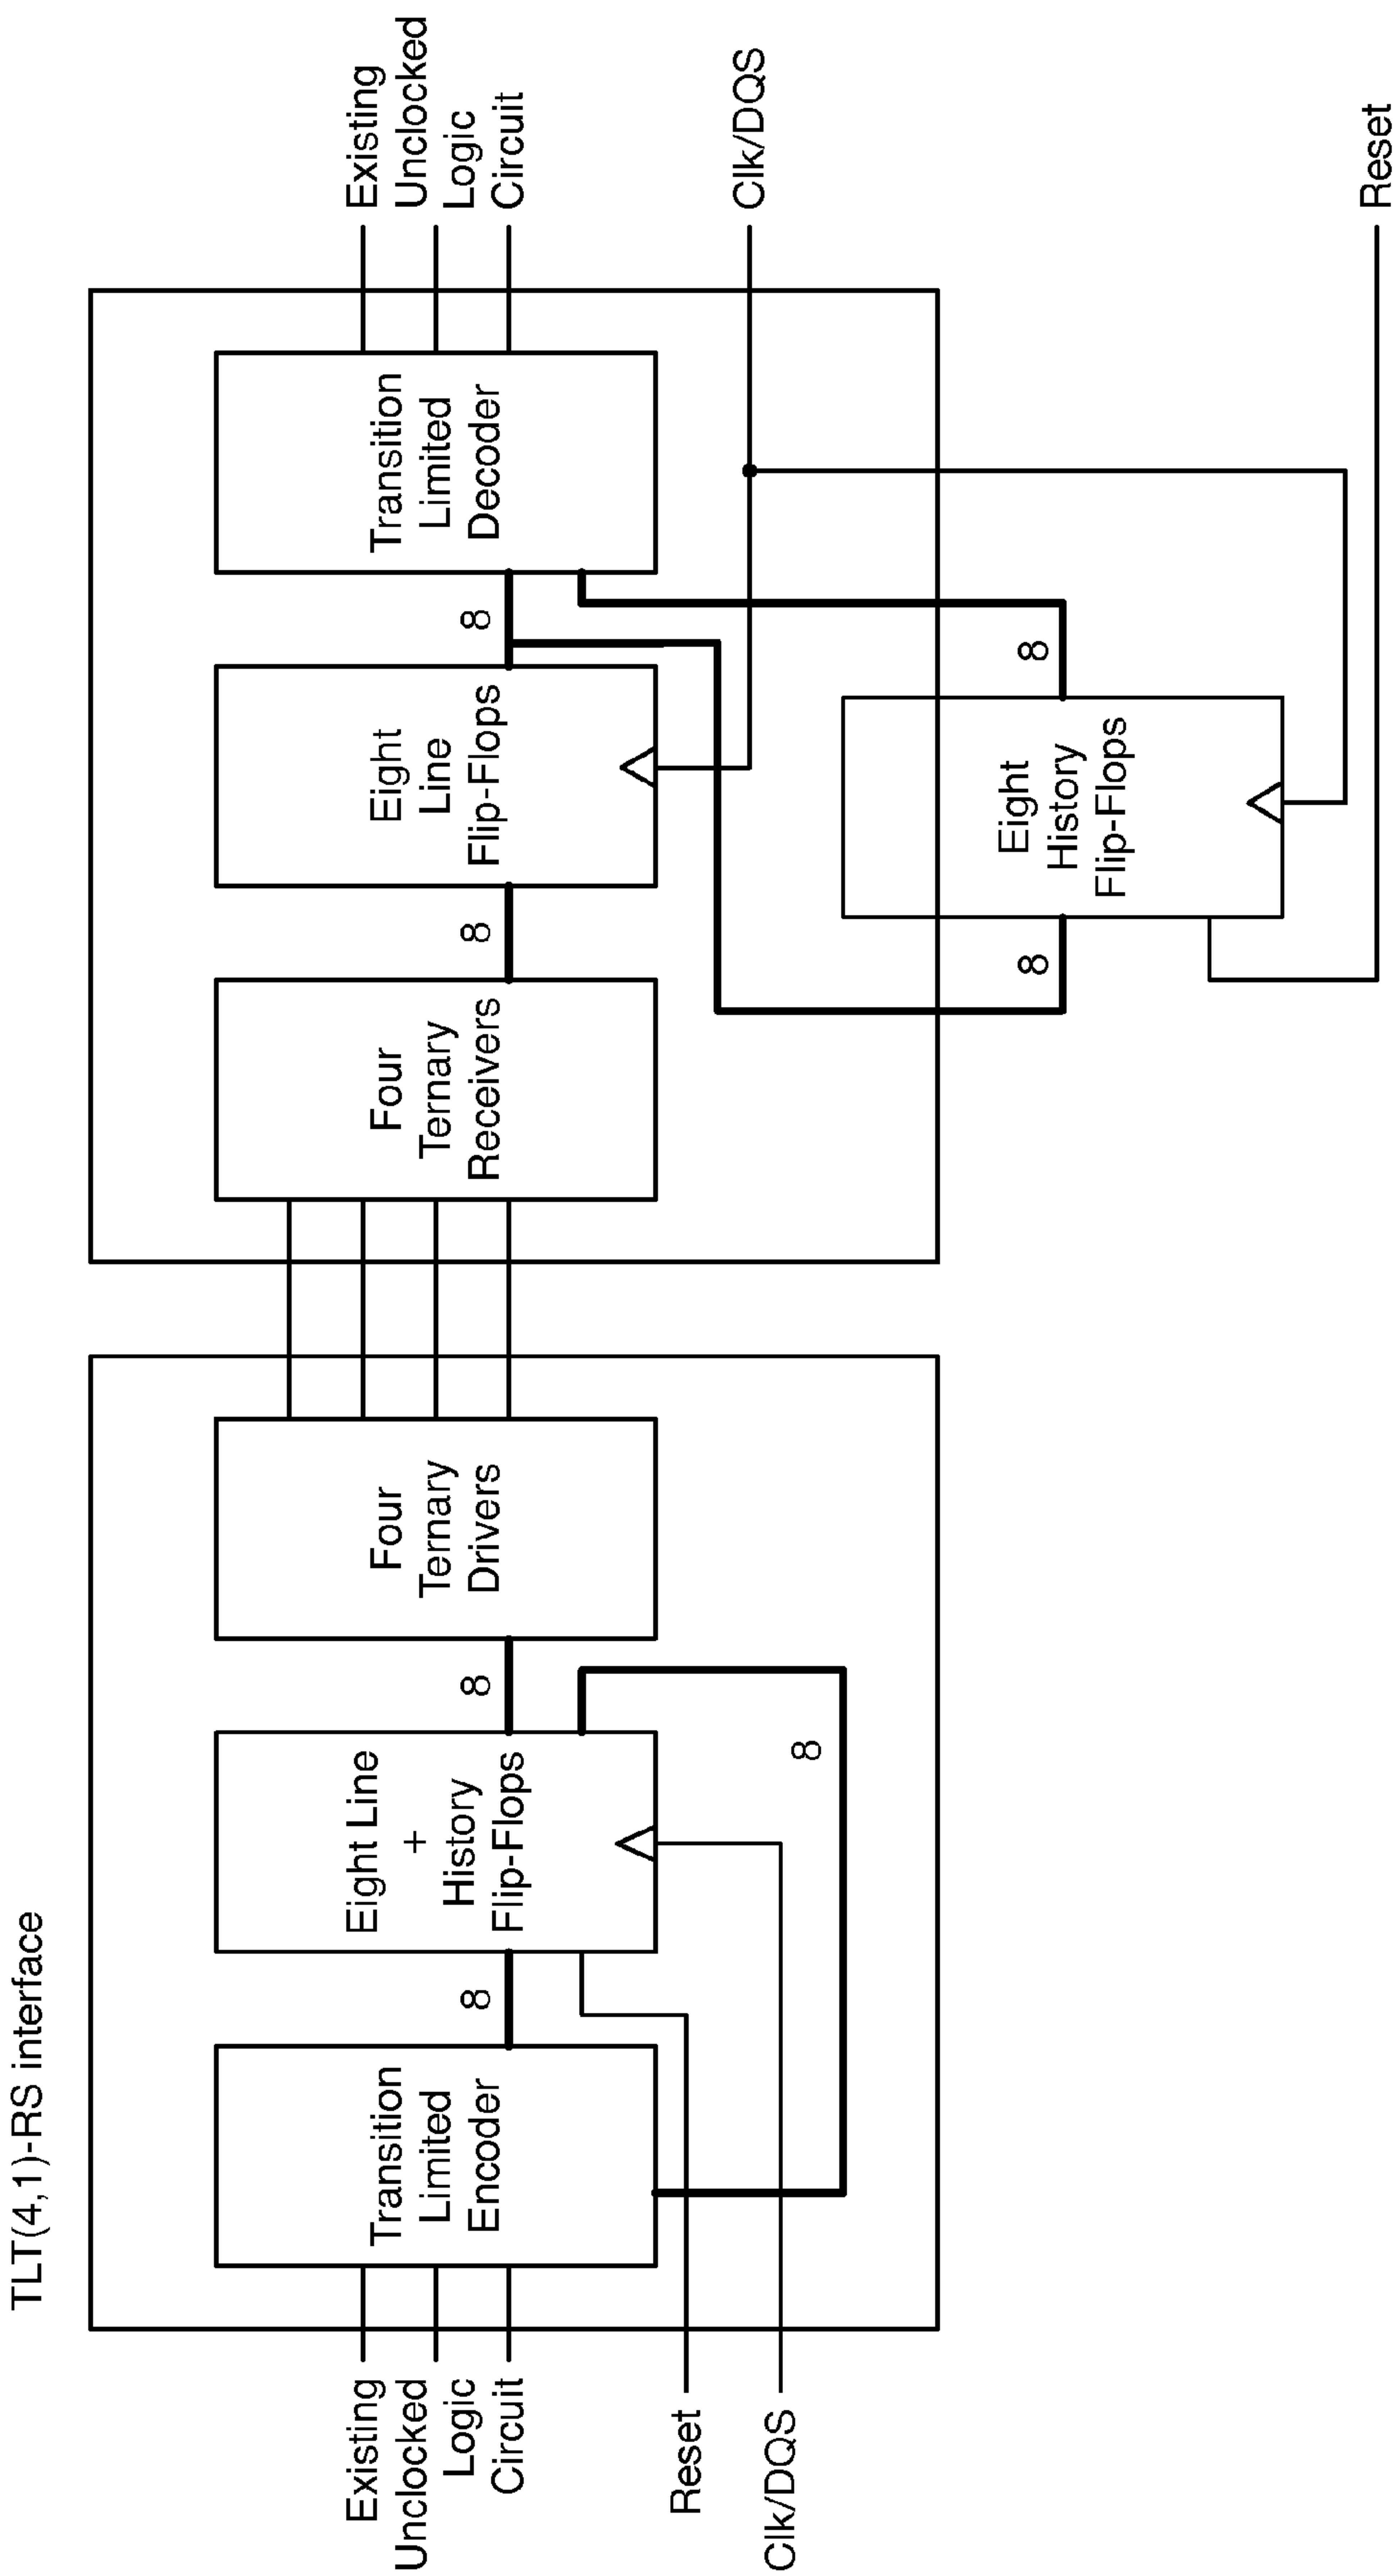 TLT(4,1)-RS interface
Existing
Unclocked
Logic
Circuit
Reset
Clk/DQS
Transition
Limited
Encoder
8
Eight Line
+
History
Flip-Flops
8
8
Four
Ternary
Drivers
Four
Ternary
Receivers
8
Eight
Line
Flip-Flops
8
Transition
Limited
Decoder
8
Eight
History
Flip-Flops
8
Existing
Unclocked
Logic
Circuit
Clk/DQS
Reset